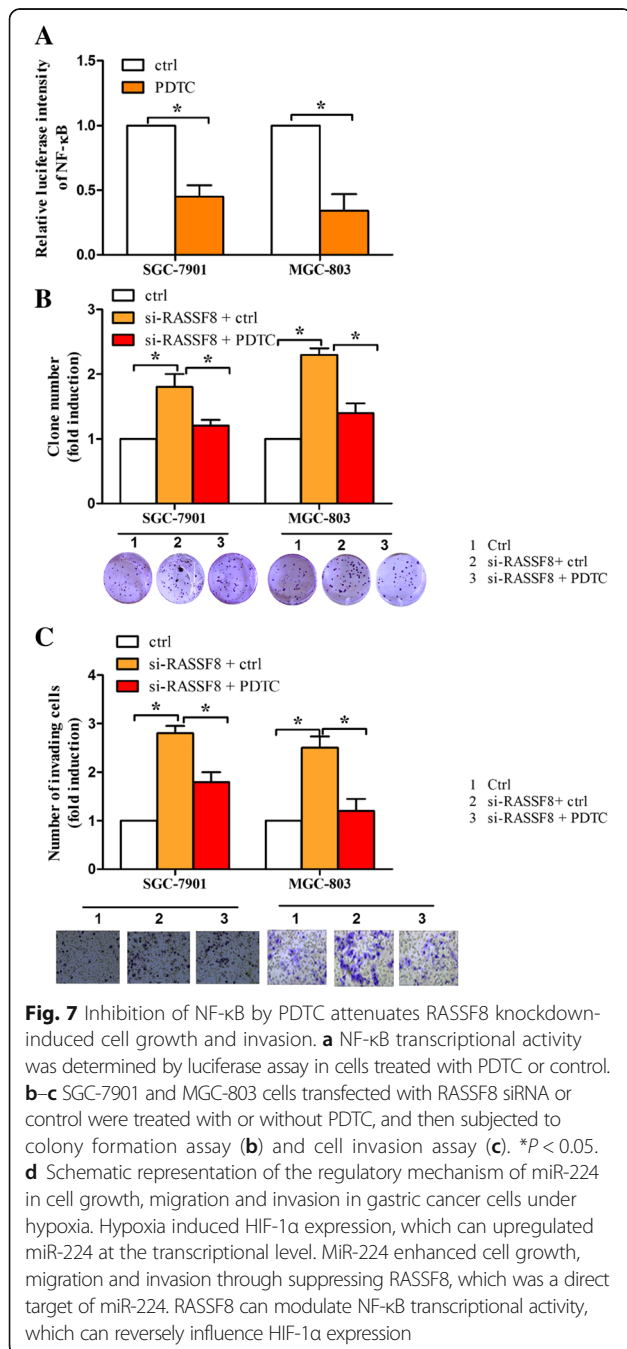 A
1.5
1.0
0.5
0.0
Relative luciferase intensity
of NF-κB
ctrl
PDTC
*
*
SGC-7901
MGC-803
B
3
2
1
0
Clone number
(fold induction)
ctrl
si-RASSF8 + ctrl
si-RASSF8 + PDTC
*
*
*
*
SGC-7901
MGC-803
1 2 3 1 2 3
1 Ctrl
2 si-RASSF8+ ctrl
3 si-RASSF8 + PDTC
C
4
2
1
0
Number of invading cells
(fold induction)
ctrl
si-RASSF8 + ctrl
si-RASSF8 + PDTC
*
*
*
*
SGC-7901
MGC-803
1 Ctrl
2 si-RASSF8+ ctrl
3 si-RASSF8 + PDTC
1 2 3 1 2 3
Fig. 7 Inhibition of NF-κB by PDTC attenuates RASSF8 knockdown-
induced cell growth and invasion. a NF-κB transcriptional activity
was determined by luciferase assay in cells treated with PDTC or control.
b–c SGC-7901 and MGC-803 cells transfected with RASSF8 siRNA or
control were treated with or without PDTC, and then subjected to
colony formation assay (b) and cell invasion assay (c). *P < 0.05.
d Schematic representation of the regulatory mechanism of miR-224
in cell growth, migration and invasion in gastric cancer cells under
hypoxia. Hypoxia induced HIF-1α expression, which can upregulated
miR-224 at the transcriptional level. MiR-224 enhanced cell growth,
migration and invasion through suppressing RASSF8, which was a direct
target of miR-224. RASSF8 can modulate NF-κB transcriptional activity,
which can reversely influence HIF-1α expression